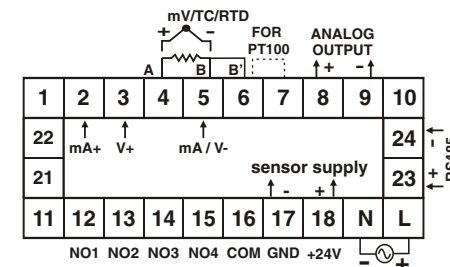 mV/TC/RTD
+ -
FOR
PT100
ANALOG
OUTPUT
A B B'
+ -
1 2 3 4 5 6 7 8 9 10
22 24 -
mA+ V+ mA / V-
RS485
21 sensor supply 23 +
- +
11 12 13 14 15 16 17 18 N L
NO1 NO2 NO3 NO4 COM GND +24V - +